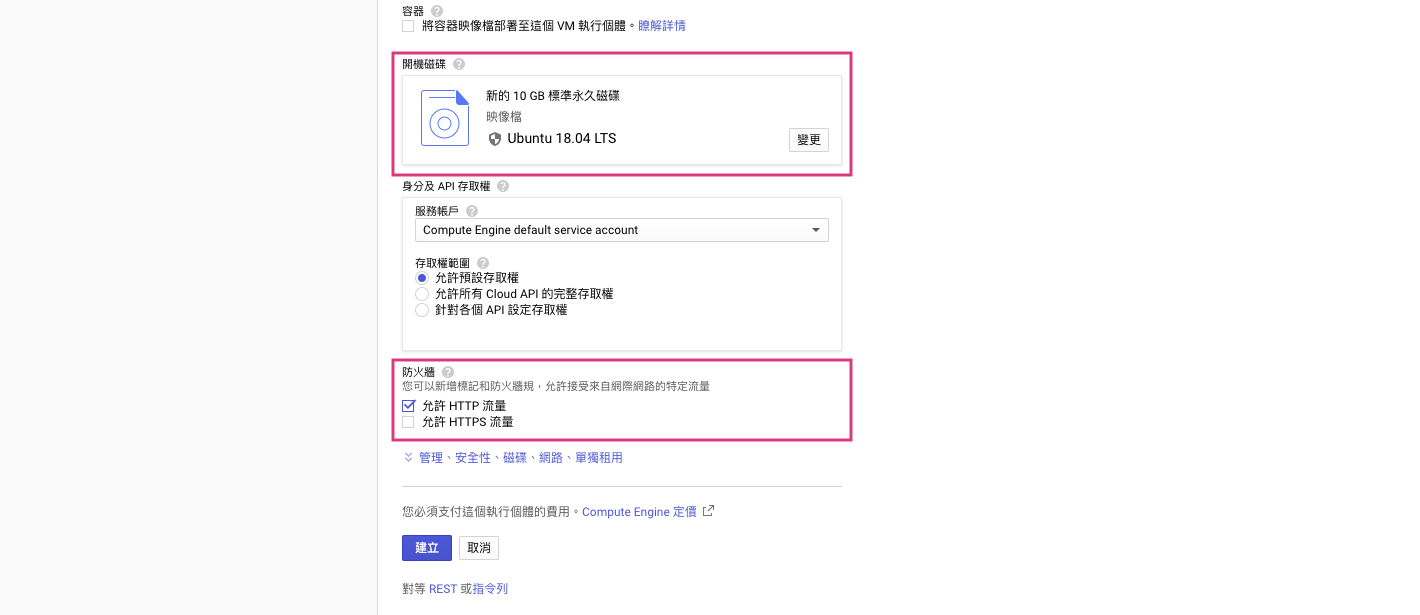 容器
將容器映像檔部署至這個 VM 執行個體。瞭解詳情
開機磁碟
新的 10 GB 標準永久磁碟
映像檔
Ubuntu 18.04 LTS
變更
身分及 API 存取權
服務帳戶
Compute Engine default service account
存取權範圍
允許預設存取權
允許所有 Cloud API 的完整存取權
針對各個 API 設定存取權
防火牆
您可以新增標記和防火牆規，允許接受來自網際網路的特定流量
允許 HTTP 流量
允許 HTTPS 流量
管理、安全性、磁碟、網路、單獨租用
您必須支付這個執行個體的費用。Compute Engine 定價
建立 取消
對等 REST 或指令列